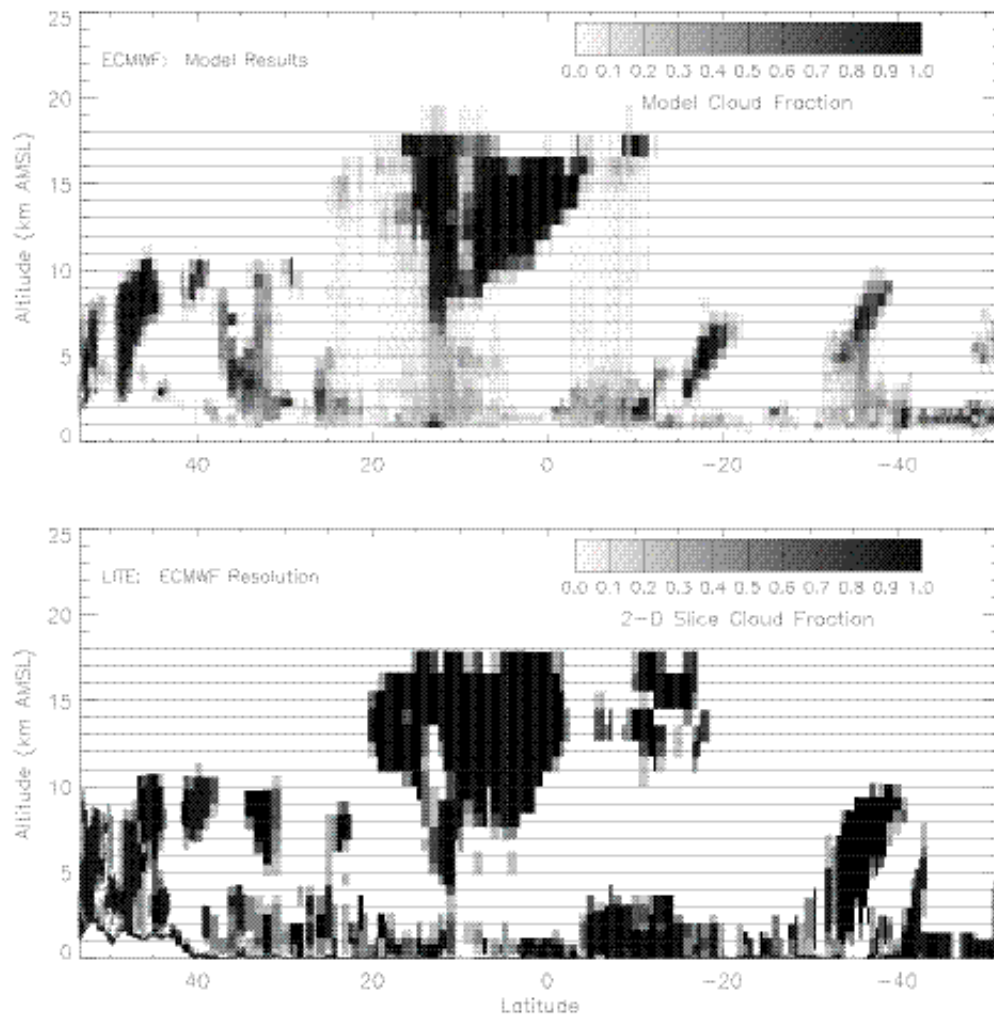 25
ECMWF: Model Results
0.0 0.1 0.2 0.3 0.4 0.5 0.6 0.7 0.8 0.9 1.0
Model Cloud Fraction
20
15
10
5
0
Altitude (km AMSL)
40 20 0 −20 −40
25
LITE: ECMWF Resolution
0.0 0.1 0.2 0.3 0.4 0.5 0.6 0.7 0.8 0.9 1.0
2-D Slice Cloud Fraction
20
15
10
5
0
Altitude (km AMSL)
40 20 0 −20 −40
Latitude